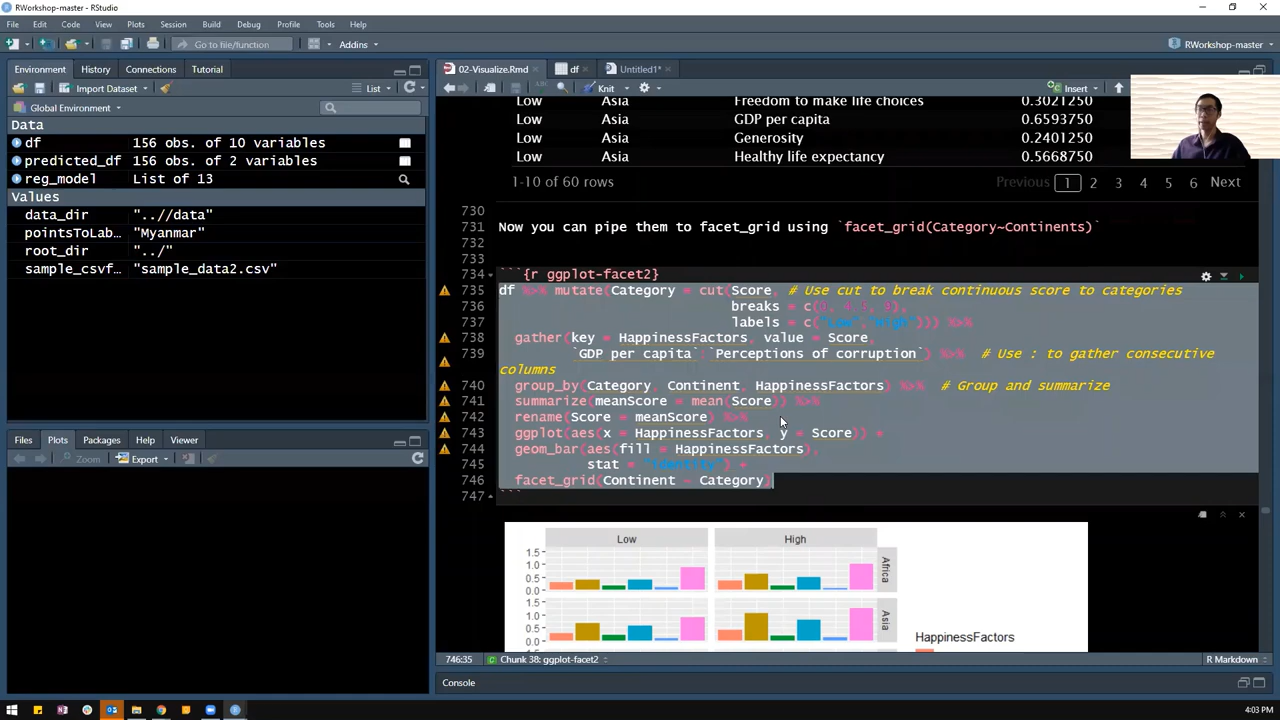 RWorkshop-master - RStudio
File Edit Code View Plots Session Build Debug Profile Tools Help
Go to file/function Addins RWorkshop-master
Environment History Connections Tutorial
Import Dataset List
Global Environment
Data
df 156 obs. of 10 variables
predicted_df 156 obs. of 2 variables
reg_model List of 13
Values
data_dir "..//data"
pointsToLab… "Myanmar"
root_dir "../"
sample_csvf… "sample_data2.csv"
Files Plots Packages Help Viewer
Zoom Export
02-Visualize.Rmd df Untitled1*
Knit Insert
Low Asia Freedom to make life choices 0.3021250
Low Asia GDP per capita 0.6593750
Low Asia Generosity 0.2401250
Low Asia Healthy life expectancy 0.5668750
1-10 of 60 rows Previous 1 2 3 4 5 6 Next
730
731 Now you can pipe them to facet_grid using `facet_grid(Category~Continents)`
732
733
734 ```{r ggplot-facet2}
735 df %>% mutate(Category = cut(Score, # Use cut to break continuous score to categories
736 breaks = c(
737 labels = c("Low","High"))) %>%
738 gather(key = HappinessFactors, value = Score,
739 `GDP per capita`:`Perceptions of corruption`) %>% # Use : to gather consecutive
columns
740 group_by(Category, Continent, HappinessFactors) %>% # Group and summarize
741 summarize(meanScore = mean(Score)) %>%
742 rename(Score = meanScore) %>%
743 ggplot(aes(x = HappinessFactors, y = Score)) +
744 geom_bar(aes(fill = HappinessFactors),
745 stat = "identity") +
746 facet_grid(Continent ~ Category)
747 ```
Low High
1.5
1.0
0.5
0.0
Africa
1.5
1.0
0.5
0.0
Asia
HappinessFactors
746:35 Chunk 38: ggplot-facet2 R Markdown
Console
4:03 PM